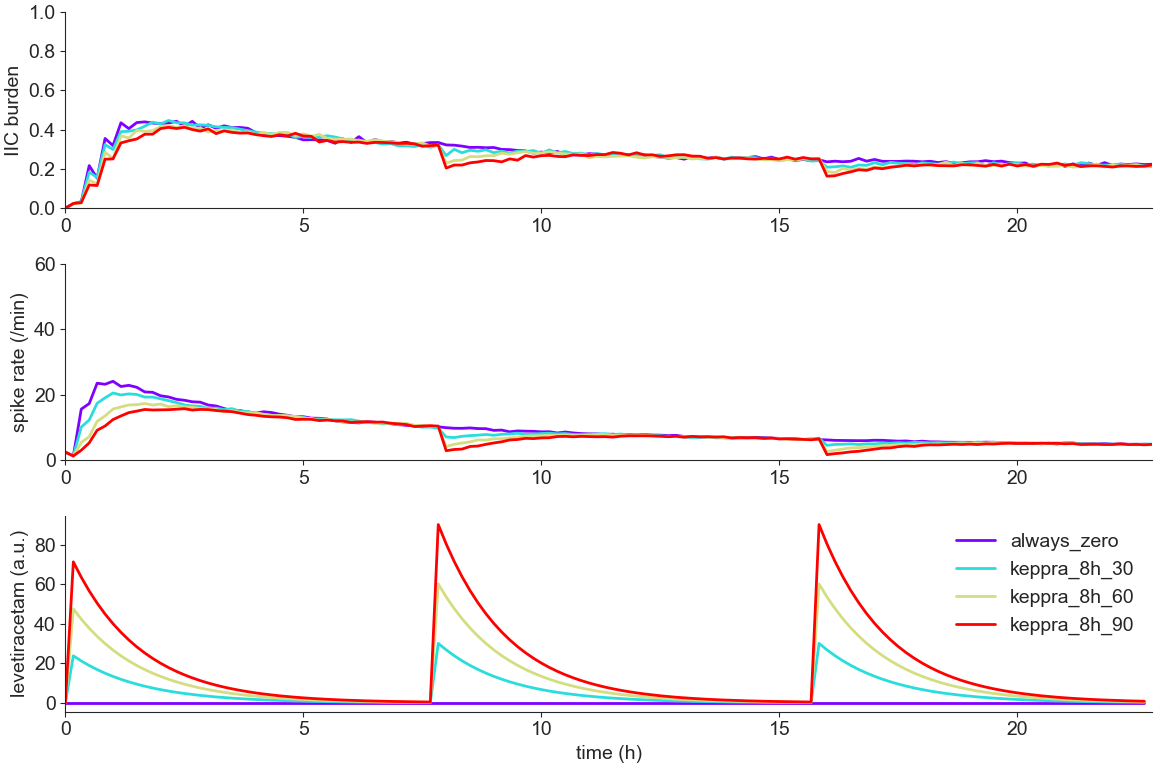 1.0
0.8
0.6
0.4
0.2
0.0
IIC burden
0 5 10 15 20
60
40
20
0
spike rate (/min)
0 5 10 15 20
80
60
40
20
0
levetiracetam (a.u.)
always_zero
keppra_8h_30
keppra_8h_60
keppra_8h_90
0 5 10 15 20
time (h)